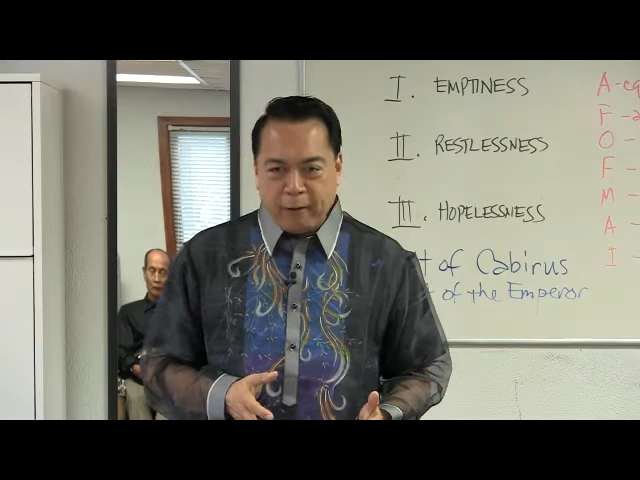 I. EMPTINESS
II. RESTLESSNESS
III. HOPELESSNESS
of Cabirus
of the Emperor
A -
F -
O -
F -
M -
A -
I -